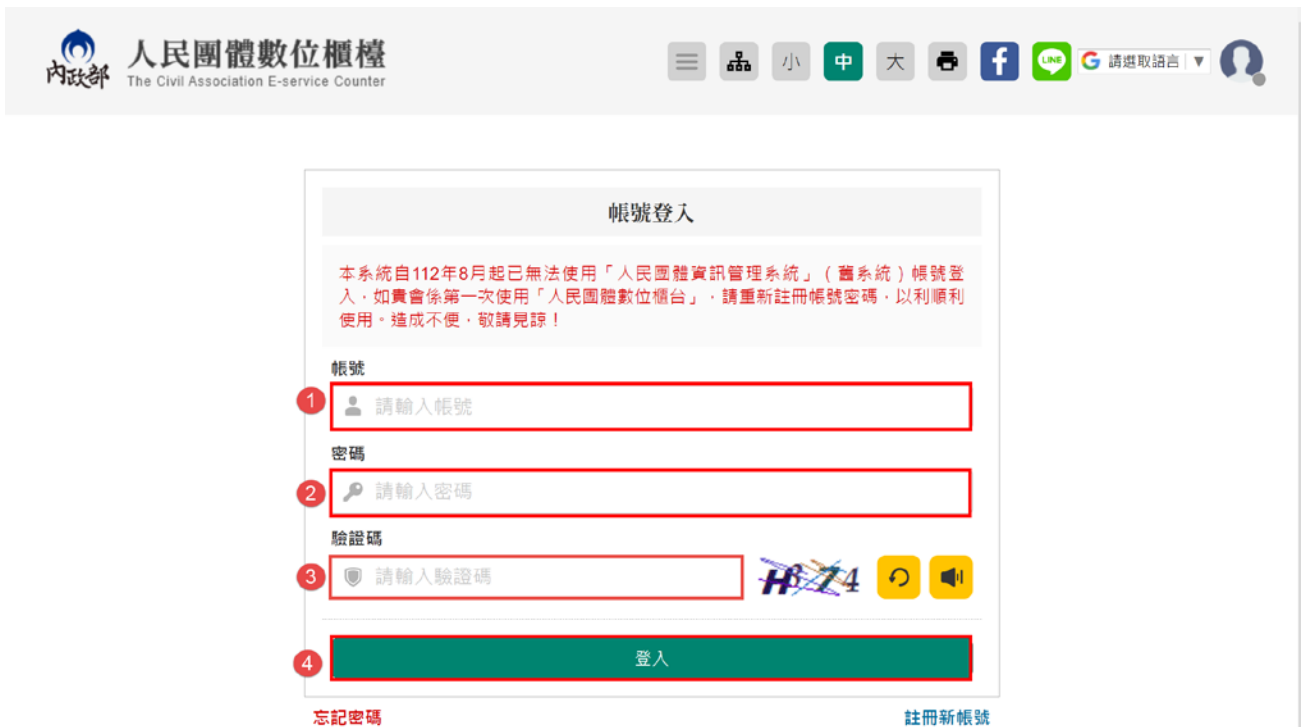 內政部
人民團體數位櫃檯
The Civil Association E-service Counter
小 中 大 LINE 請選取語言 ▼
帳號登入
本系統自112年8月起已無法使用「人民團體資訊管理系統」(舊系統)帳號登
入,如貴會係第一次使用「人民團體數位櫃台」,請重新註冊帳號密碼,以利順利
使用。造成不便,敬請見諒!
帳號
1 請輸入帳號
密碼
2 請輸入密碼
驗證碼
3 請輸入驗證碼
4 登入
忘記密碼 註冊新帳號